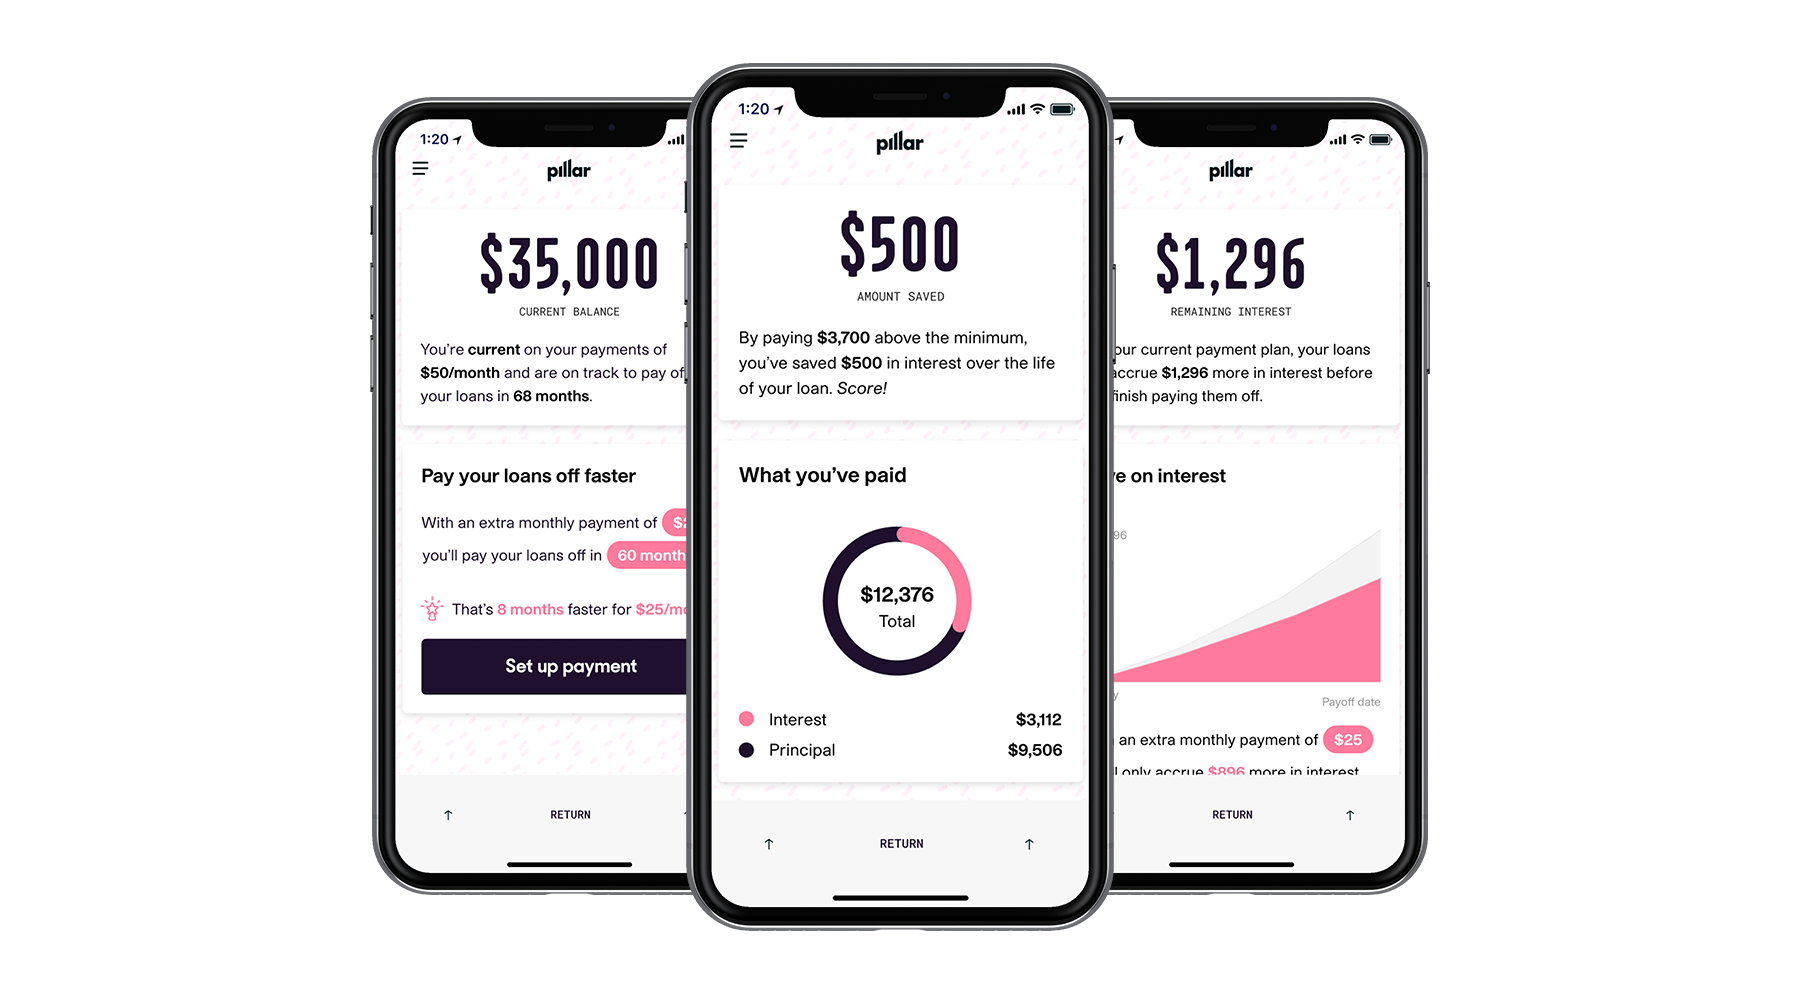 1:20
pillar
$35,000
CURRENT BALANCE
You're current on your payments of
$50/month and are on track to pay of
your loans in 68 months.
Pay your loans off faster
With an extra monthly payment of
you'll pay your loans off in 60 month
That's 8 months faster for $25/mo
Set up payment
RETURN
1:20
pillar
$500
AMOUNT SAVED
By paying $3,700 above the minimum,
you've saved $500 in interest over the life
of your loan. Score!
What you've paid
$12,376
Total
Interest $3,112
Principal $9,506
RETURN
pillar
$1,296
REMAINING INTEREST
our current payment plan, your loans
accrue $1,296 more in interest before
finish paying them off.
on interest
96
Payoff date
an extra monthly payment of $25
only accrue $896 more in interest
RETURN